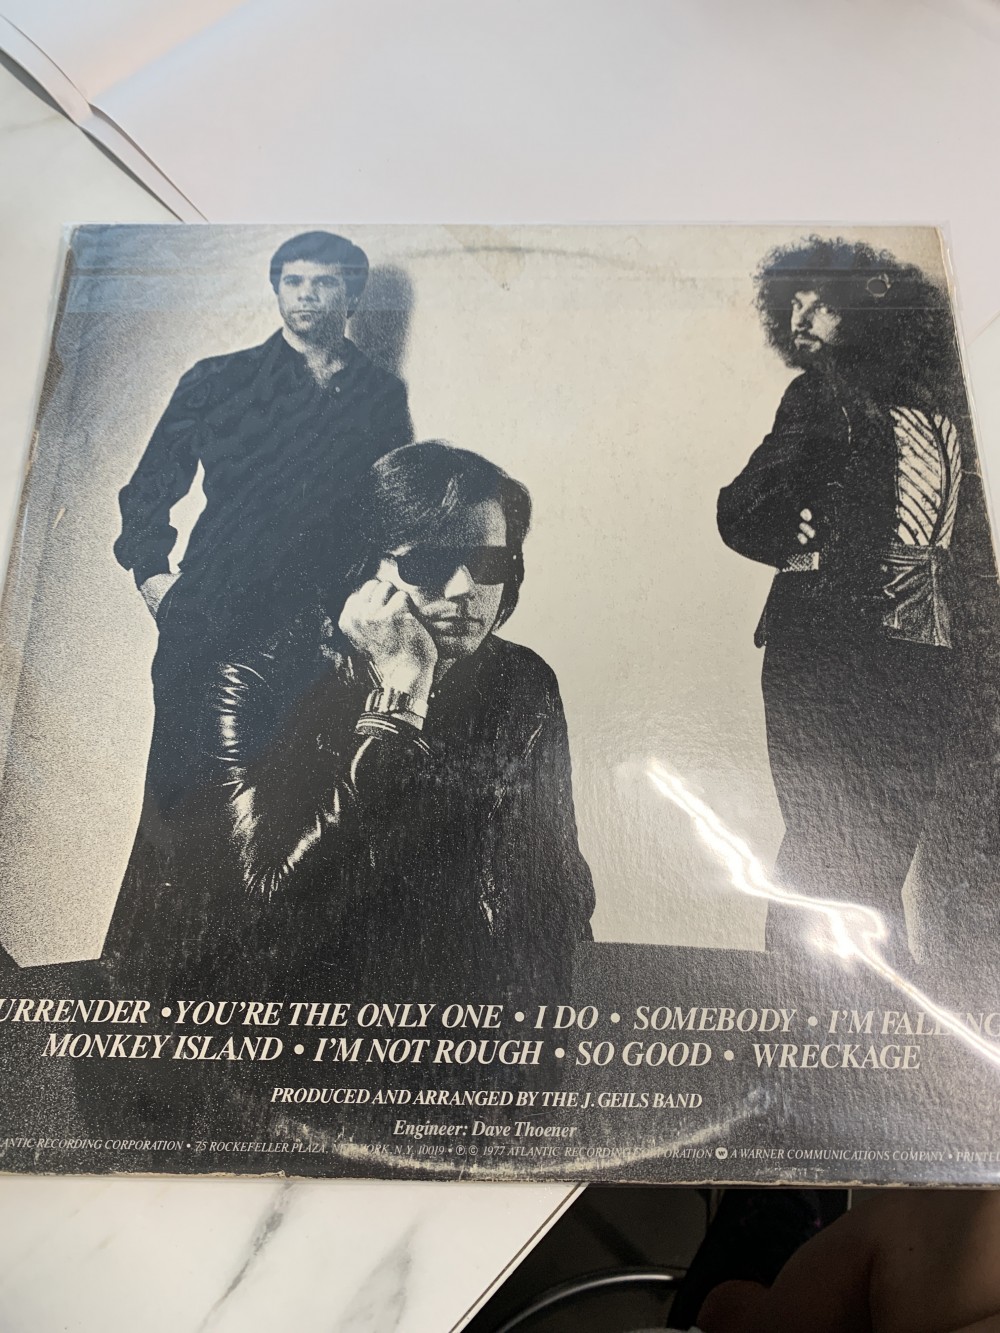 URRENDER • YOU'RE THE ONLY ONE • I DO • SOMEBODY • I'M FALLING
MONKEY ISLAND • I'M NOT ROUGH • SO GOOD • WRECKAGE
PRODUCED AND ARRANGED BY THE J. GEILS BAND
Engineer: Dave Thoener
ANTIC RECORDING CORPORATION • 75 ROCKEFELLER PLAZA, NEW YORK, N.Y. 10019 • ℗ © 1977 ATLANTIC RECORDING CORPORATION W A WARNER COMMUNICATIONS COMPANY • PRINTE